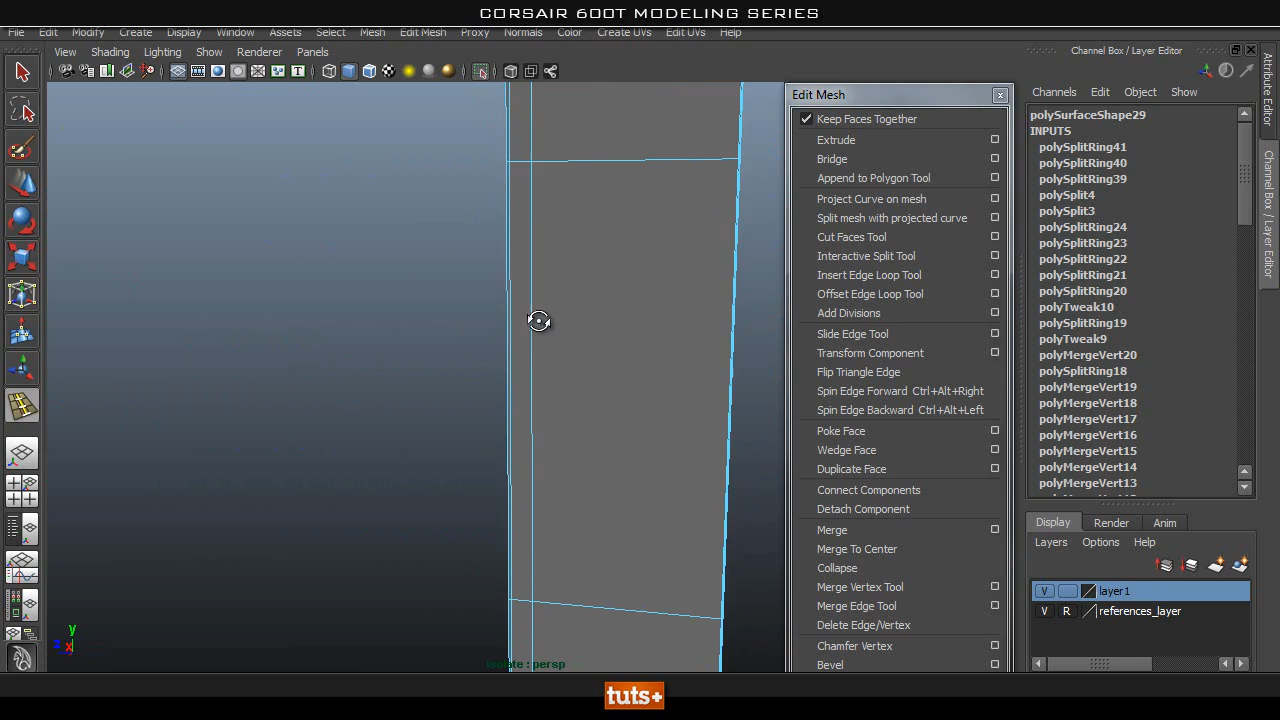 CORSAIR 600T MODELING SERIES
File Edit Modify Create Display Window Assets Select Mesh Edit Mesh Proxy Normals Color Create UVs Edit UVs Help
View Shading Lighting Show Renderer Panels
Channel Box / Layer Editor
Edit Mesh
Channels Edit Object Show
Keep Faces Together
Extrude
Bridge
Append to Polygon Tool
Project Curve on mesh
Split mesh with projected curve
Cut Faces Tool
Interactive Split Tool
Insert Edge Loop Tool
Offset Edge Loop Tool
Add Divisions
Slide Edge Tool
Transform Component
Flip Triangle Edge
Spin Edge Forward Ctrl+Alt+Right
Spin Edge Backward Ctrl+Alt+Left
Poke Face
Wedge Face
Duplicate Face
Connect Components
Detach Component
Merge
Merge To Center
Collapse
Merge Vertex Tool
Merge Edge Tool
Delete Edge/Vertex
Chamfer Vertex
Bevel
polySurfaceShape29
INPUTS
polySplitRing41
polySplitRing40
polySplitRing39
polySplit4
polySplit3
polySplitRing24
polySplitRing23
polySplitRing22
polySplitRing21
polySplitRing20
polyTweak10
polySplitRing19
polyTweak9
polyMergeVert20
polySplitRing18
polyMergeVert19
polyMergeVert18
polyMergeVert17
polyMergeVert16
polyMergeVert15
polyMergeVert14
polyMergeVert13
Display Render Anim
Layers Options Help
V layer1
V R references_layer
Attribute Editor
Channel Box / Layer Editor
y
z x
Isolate : persp
tuts+